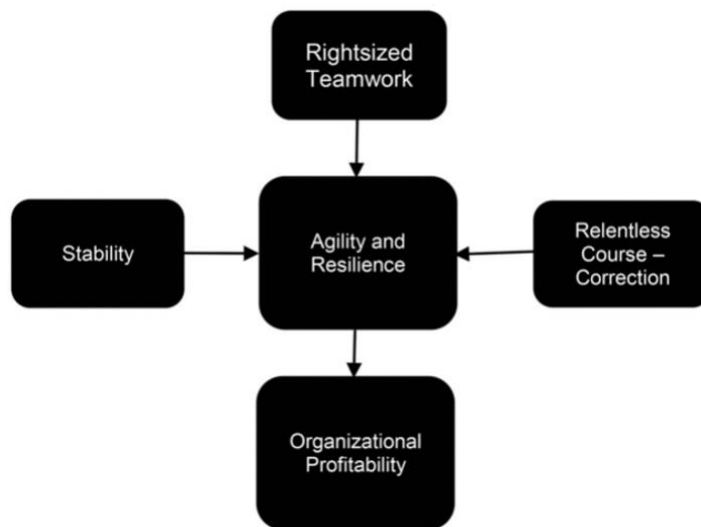 Rightsized
Teamwork
Stability
Agility and
Resilience
Relentless
Course –
Correction
Organizational
Profitability